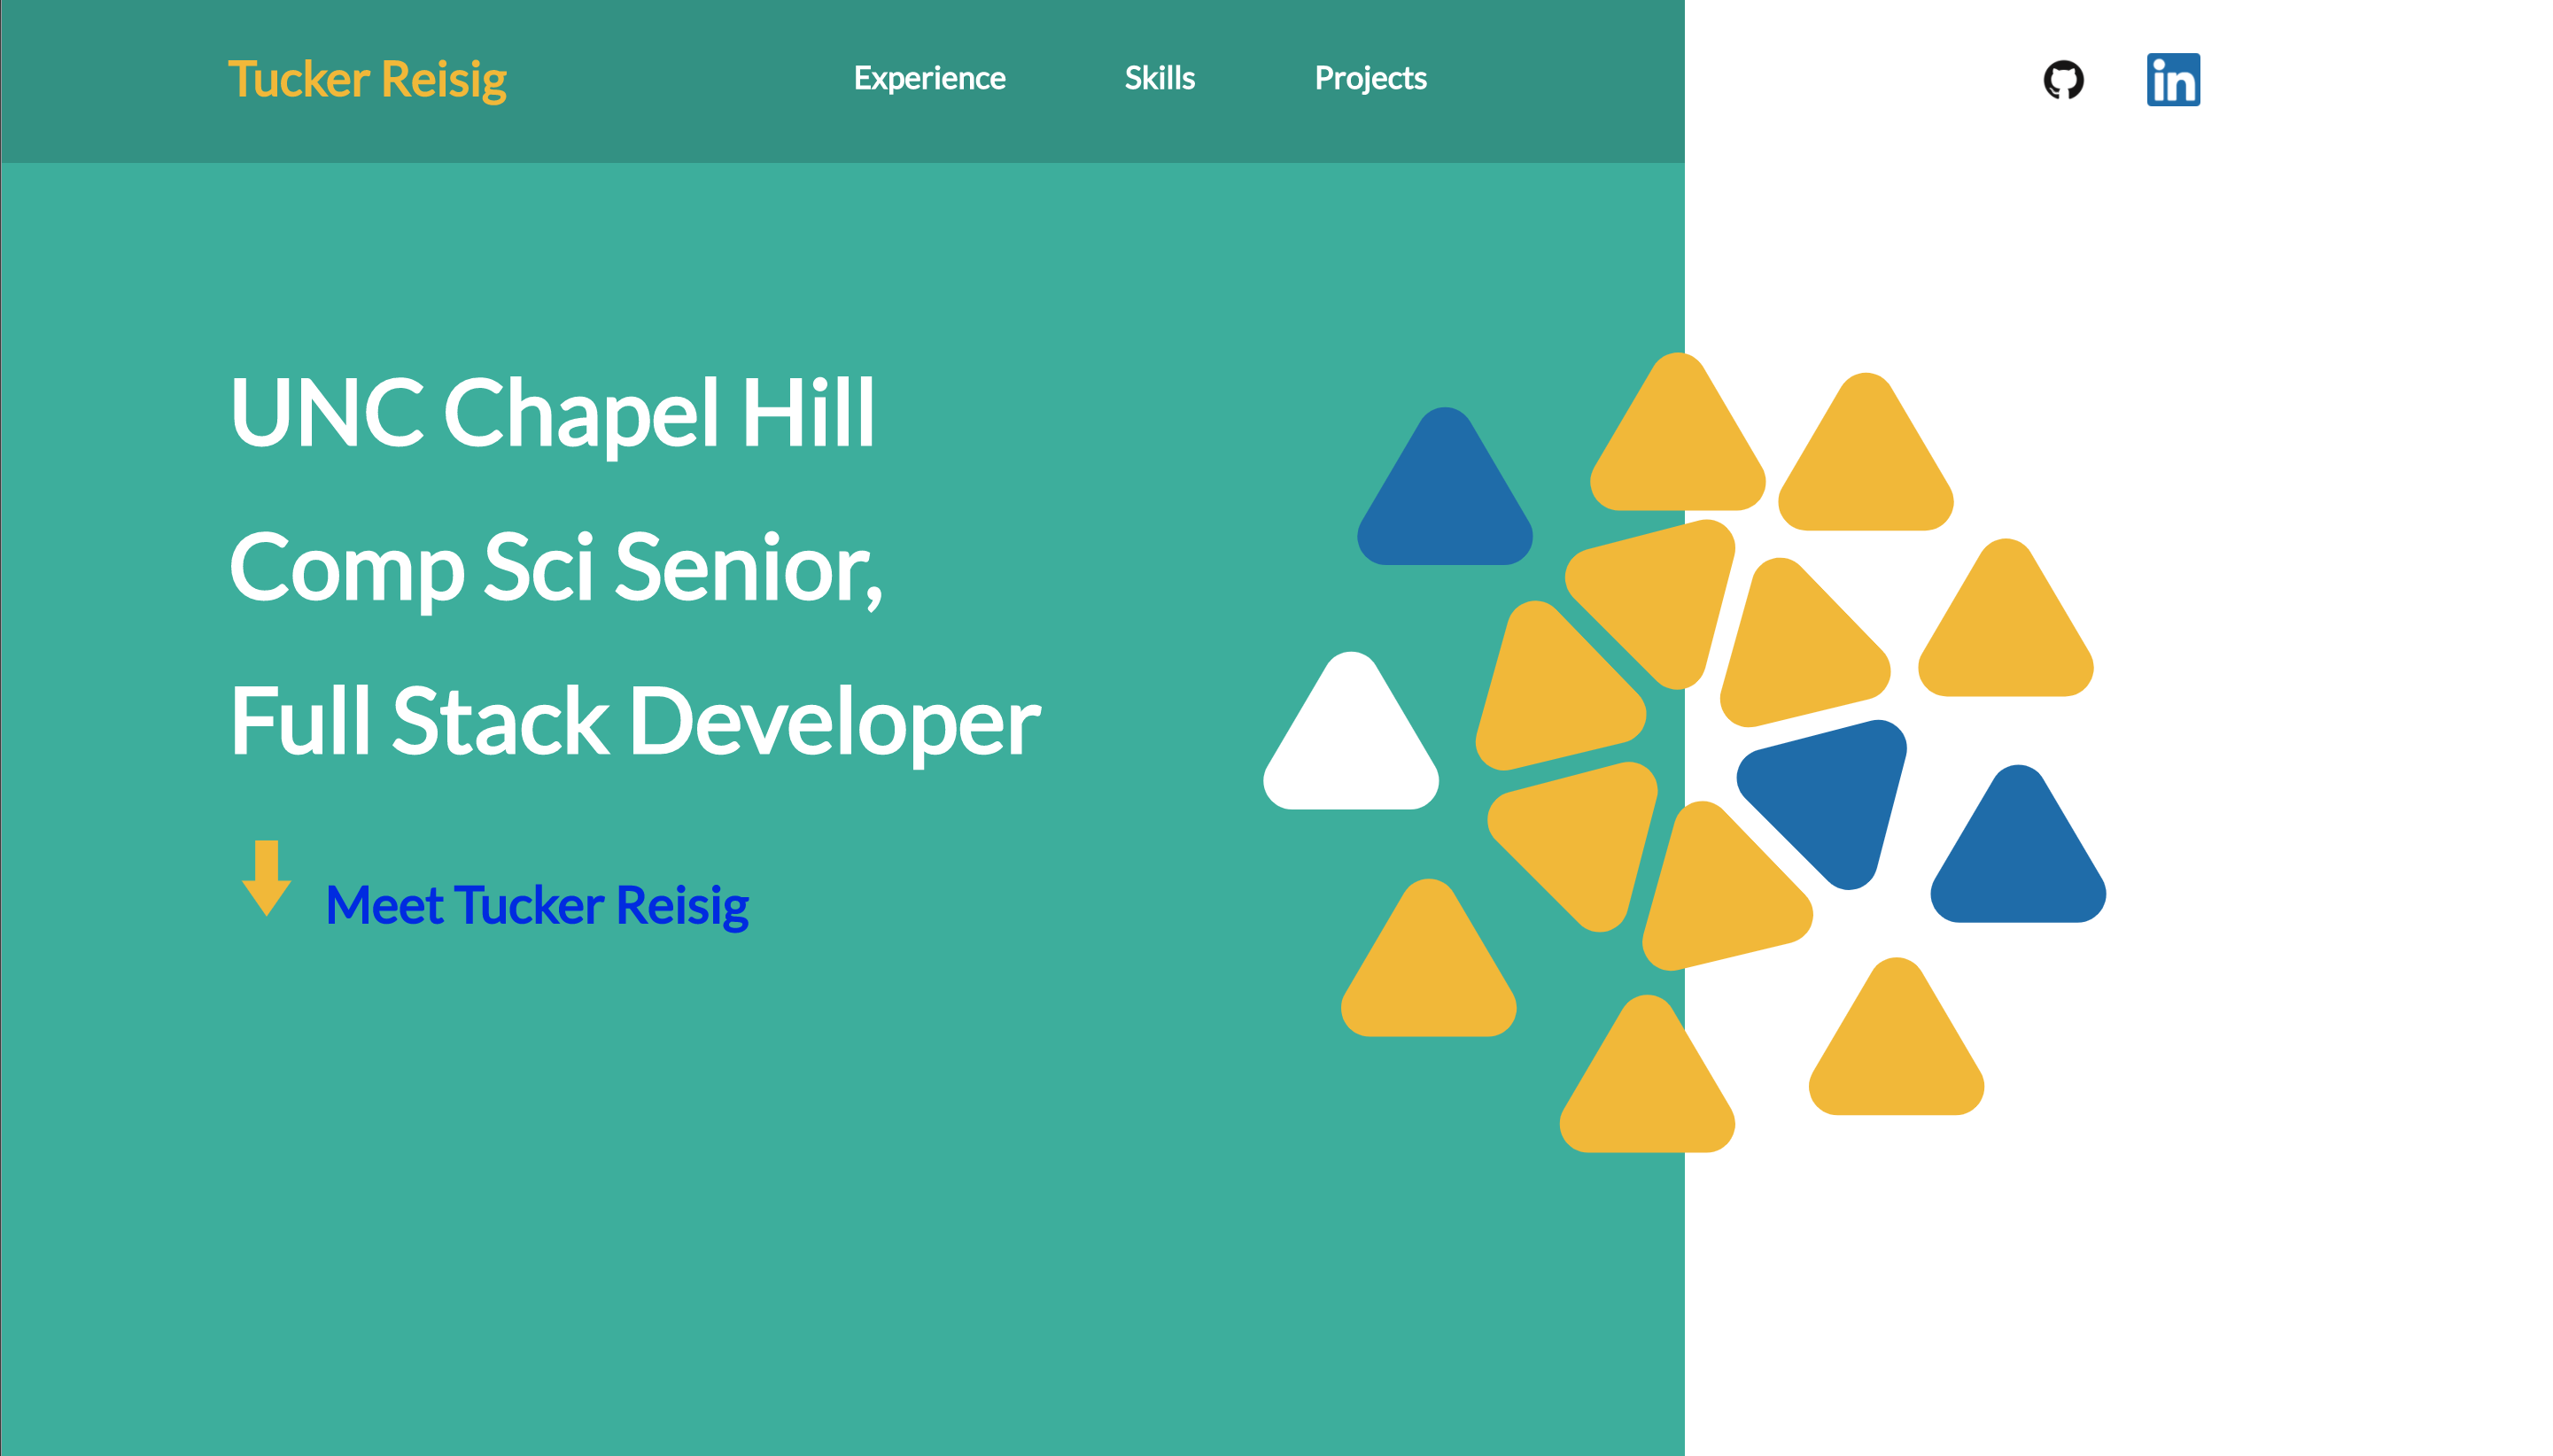 Tucker Reisig
Experience
Skills
Projects
in
UNC Chapel Hill
Comp Sci Senior,
Full Stack Developer
Meet Tucker Reisig